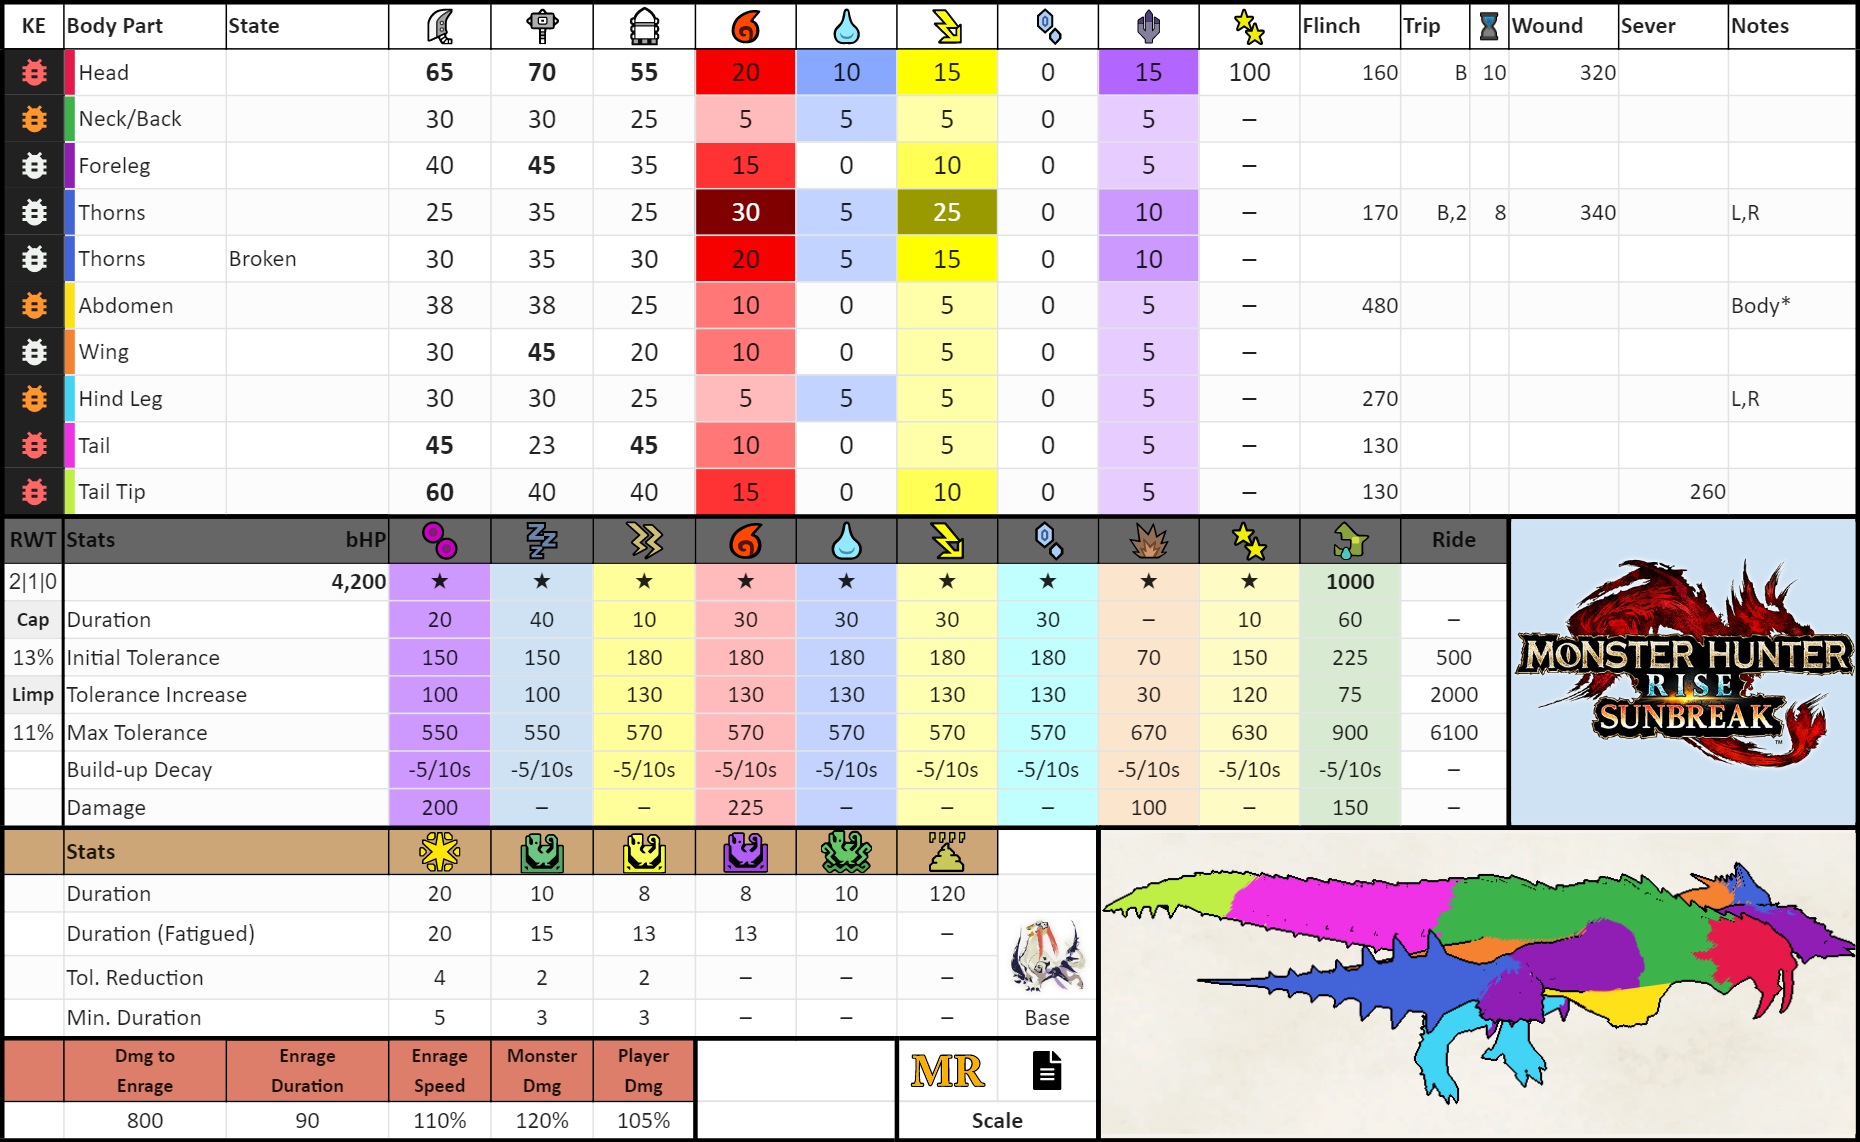 KE Body Part State Flinch Trip Wound Sever Notes
Head 65 70 55 20 10 15 0 15 100 160 B 10 320
Neck/Back 30 30 25 5 5 5 0 5 –
Foreleg 40 45 35 15 0 10 0 5 –
Thorns 25 35 25 30 5 25 0 10 – 170 B,2 8 340 L,R
Thorns Broken 30 35 30 20 5 15 0 10 –
Abdomen 38 38 25 10 0 5 0 5 – 480 Body*
Wing 30 45 20 10 0 5 0 5 –
Hind Leg 30 30 25 5 5 5 0 5 – 270 L,R
Tail 45 23 45 10 0 5 0 5 – 130
Tail Tip 60 40 40 15 0 10 0 5 – 130 260
RWT Stats bHP Ride
2|1|0 4,200 ★ ★ ★ ★ ★ ★ ★ ★ ★ 1000
Cap Duration 20 40 10 30 30 30 30 – 10 60 –
13% Initial Tolerance 150 150 180 180 180 180 180 70 150 225 500
Limp Tolerance Increase 100 100 130 130 130 130 130 30 120 75 2000
11% Max Tolerance 550 550 570 570 570 570 570 670 630 900 6100
Build-up Decay -5/10s -5/10s -5/10s -5/10s -5/10s -5/10s -5/10s -5/10s -5/10s -5/10s –
Damage 200 – – 225 – – – 100 – 150 –
MONSTER HUNTER
RISE
SUNBREAK
™
Stats
Duration 20 10 8 8 10 120
Duration (Fatigued) 20 15 13 13 10 –
Tol. Reduction 4 2 2 – – –
Min. Duration 5 3 3 – – – Base
Dmg to Enrage Enrage Monster Player
Enrage Duration Speed Dmg Dmg
MR
800 90 110% 120% 105% Scale